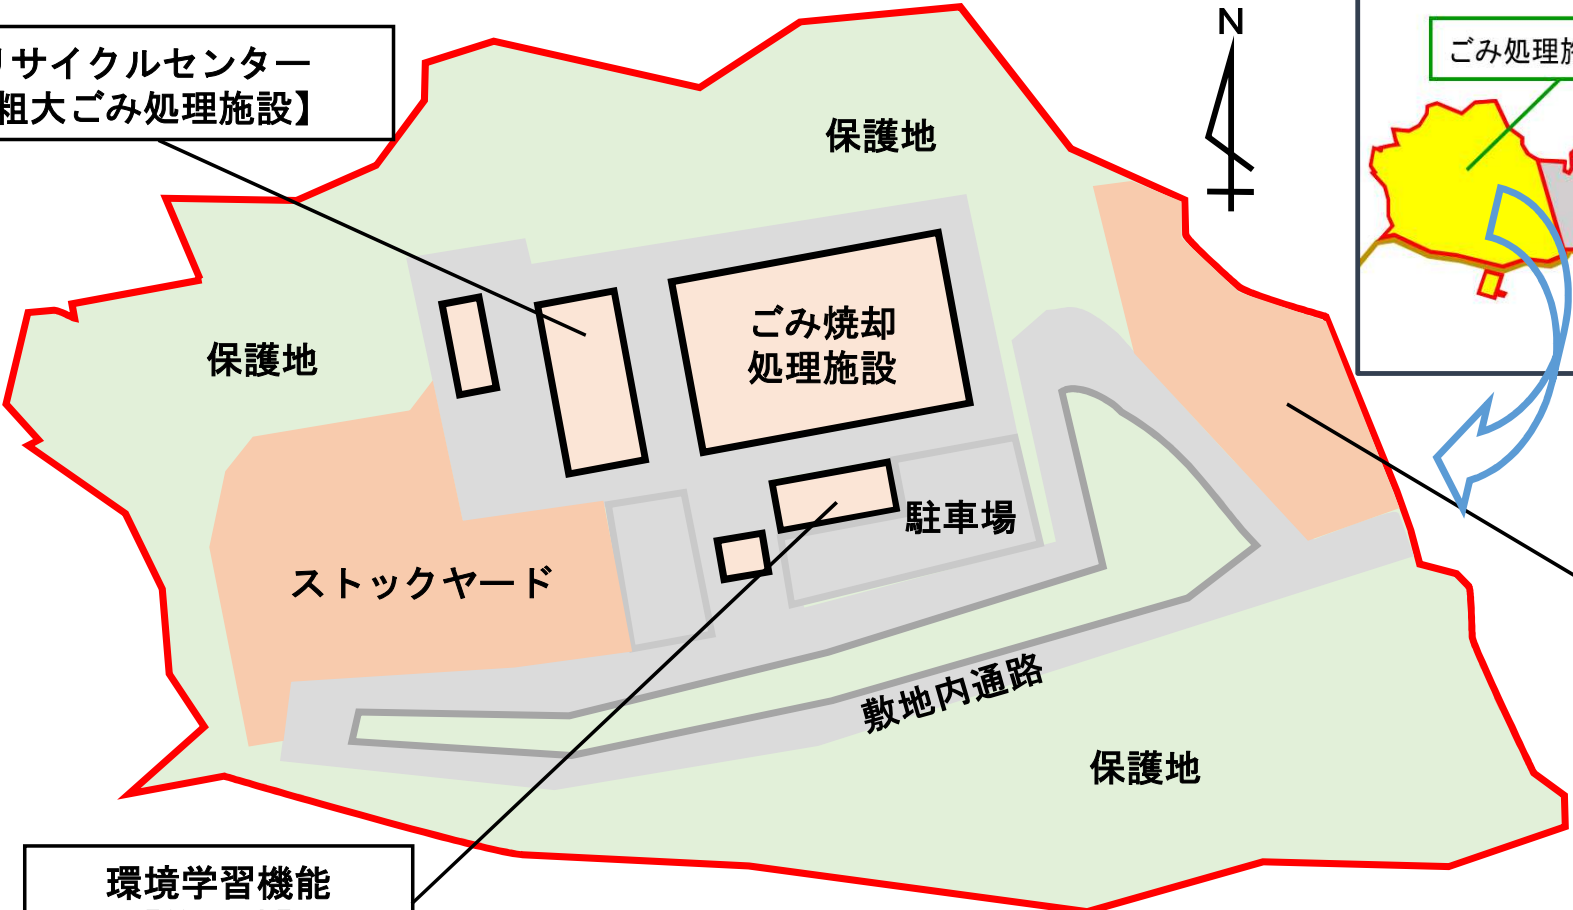 リサイクルセンター
粗大ごみ処理施設】
N
ごみ処理施
保護地
保護地
ごみ焼却
処理施設
駐車場
ストックヤード
敷地内通路
保護地
環境学習機能